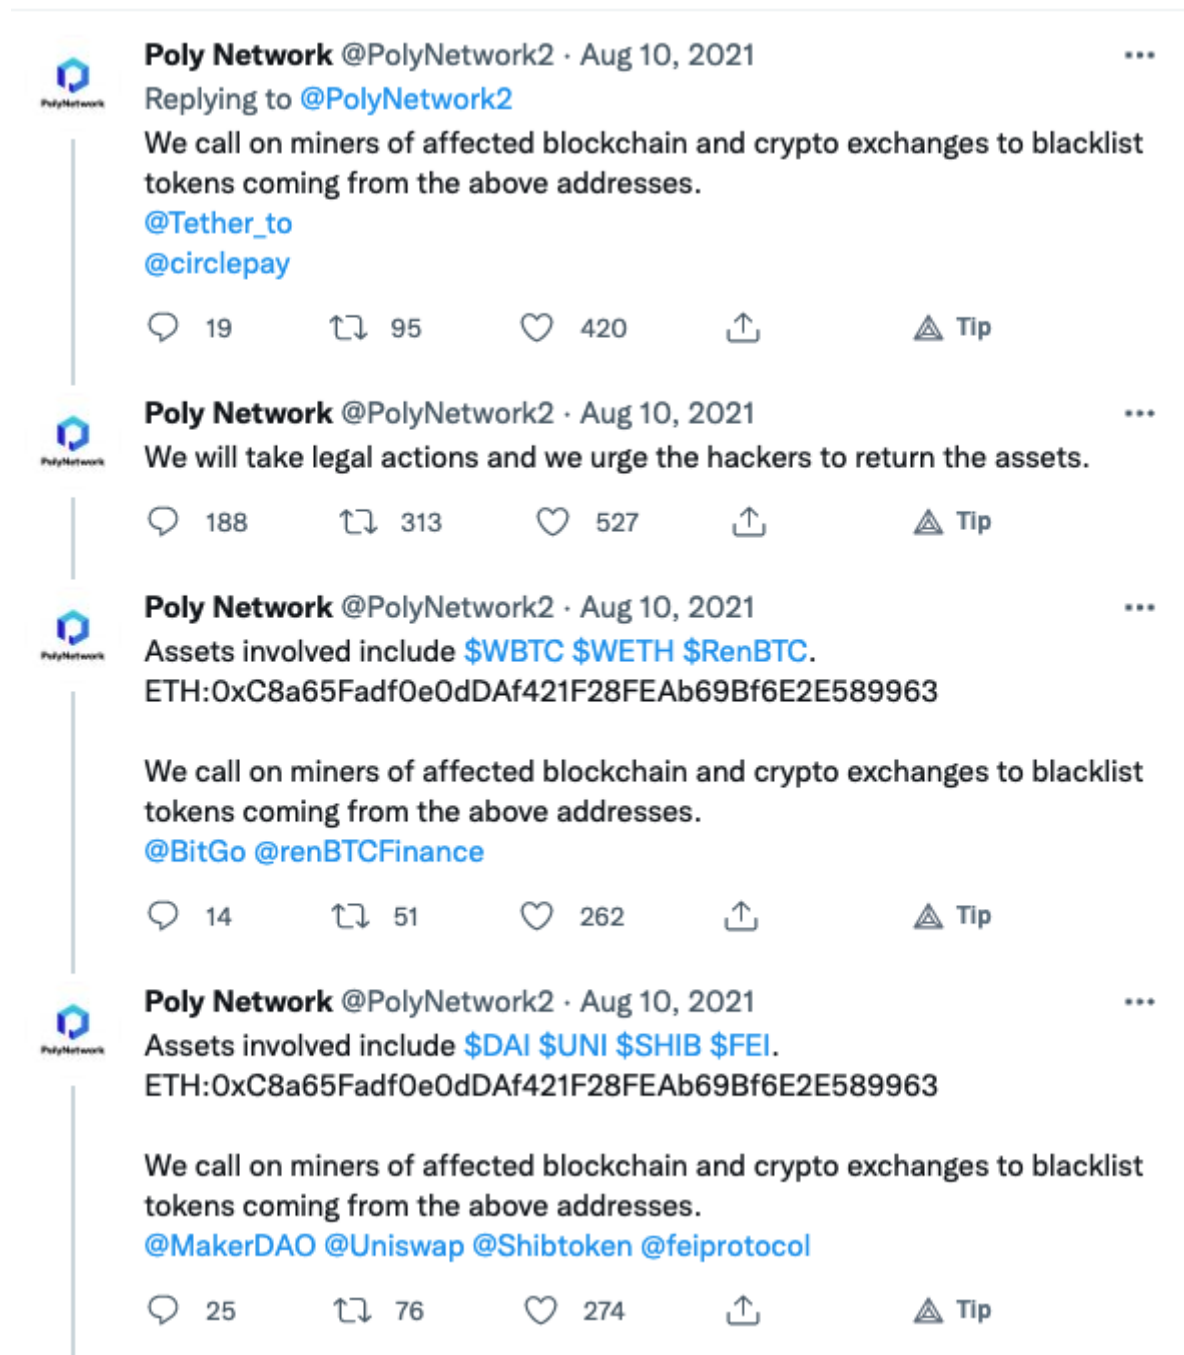 Poly Network @PolyNetwork2 · Aug 10, 2021
PolyNetwork
Replying to @PolyNetwork2
We call on miners of affected blockchain and crypto exchanges to blacklist
tokens coming from the above addresses.
@Tether_to
@circlepay
19 95 420 Tip
Poly Network @PolyNetwork2 · Aug 10, 2021
PolyNetwork
We will take legal actions and we urge the hackers to return the assets.
188 313 527 Tip
Poly Network @PolyNetwork2 · Aug 10, 2021
PolyNetwork
Assets involved include $WBTC $WETH $RenBTC.
ETH:0xC8a65Fadf0e0dDAf421F28FEAb69Bf6E2E589963
We call on miners of affected blockchain and crypto exchanges to blacklist
tokens coming from the above addresses.
@BitGo @renBTCFinance
14 51 262 Tip
Poly Network @PolyNetwork2 · Aug 10, 2021
PolyNetwork
Assets involved include $DAI $UNI $SHIB $FEI.
ETH:0xC8a65Fadf0e0dDAf421F28FEAb69Bf6E2E589963
We call on miners of affected blockchain and crypto exchanges to blacklist
tokens coming from the above addresses.
@MakerDAO @Uniswap @Shibtoken @feiprotocol
25 76 274 Tip